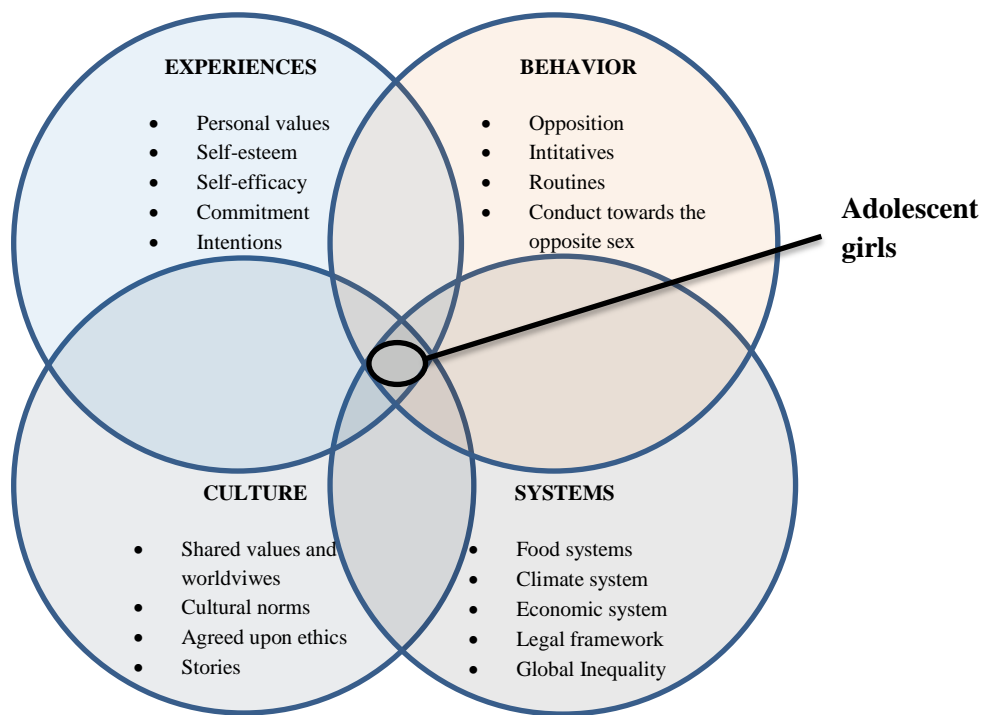 EXPERIENCES
• Personal values
• Self-esteem
• Self-efficacy
• Commitment
• Intentions
BEHAVIOR
• Opposition
• Intitatives
• Routines
• Conduct towards the
opposite sex
Adolescent
girls
CULTURE
• Shared values and
worldviwes
• Cultural norms
• Agreed upon ethics
• Stories
SYSTEMS
• Food systems
• Climate system
• Economic system
• Legal framework
• Global Inequality